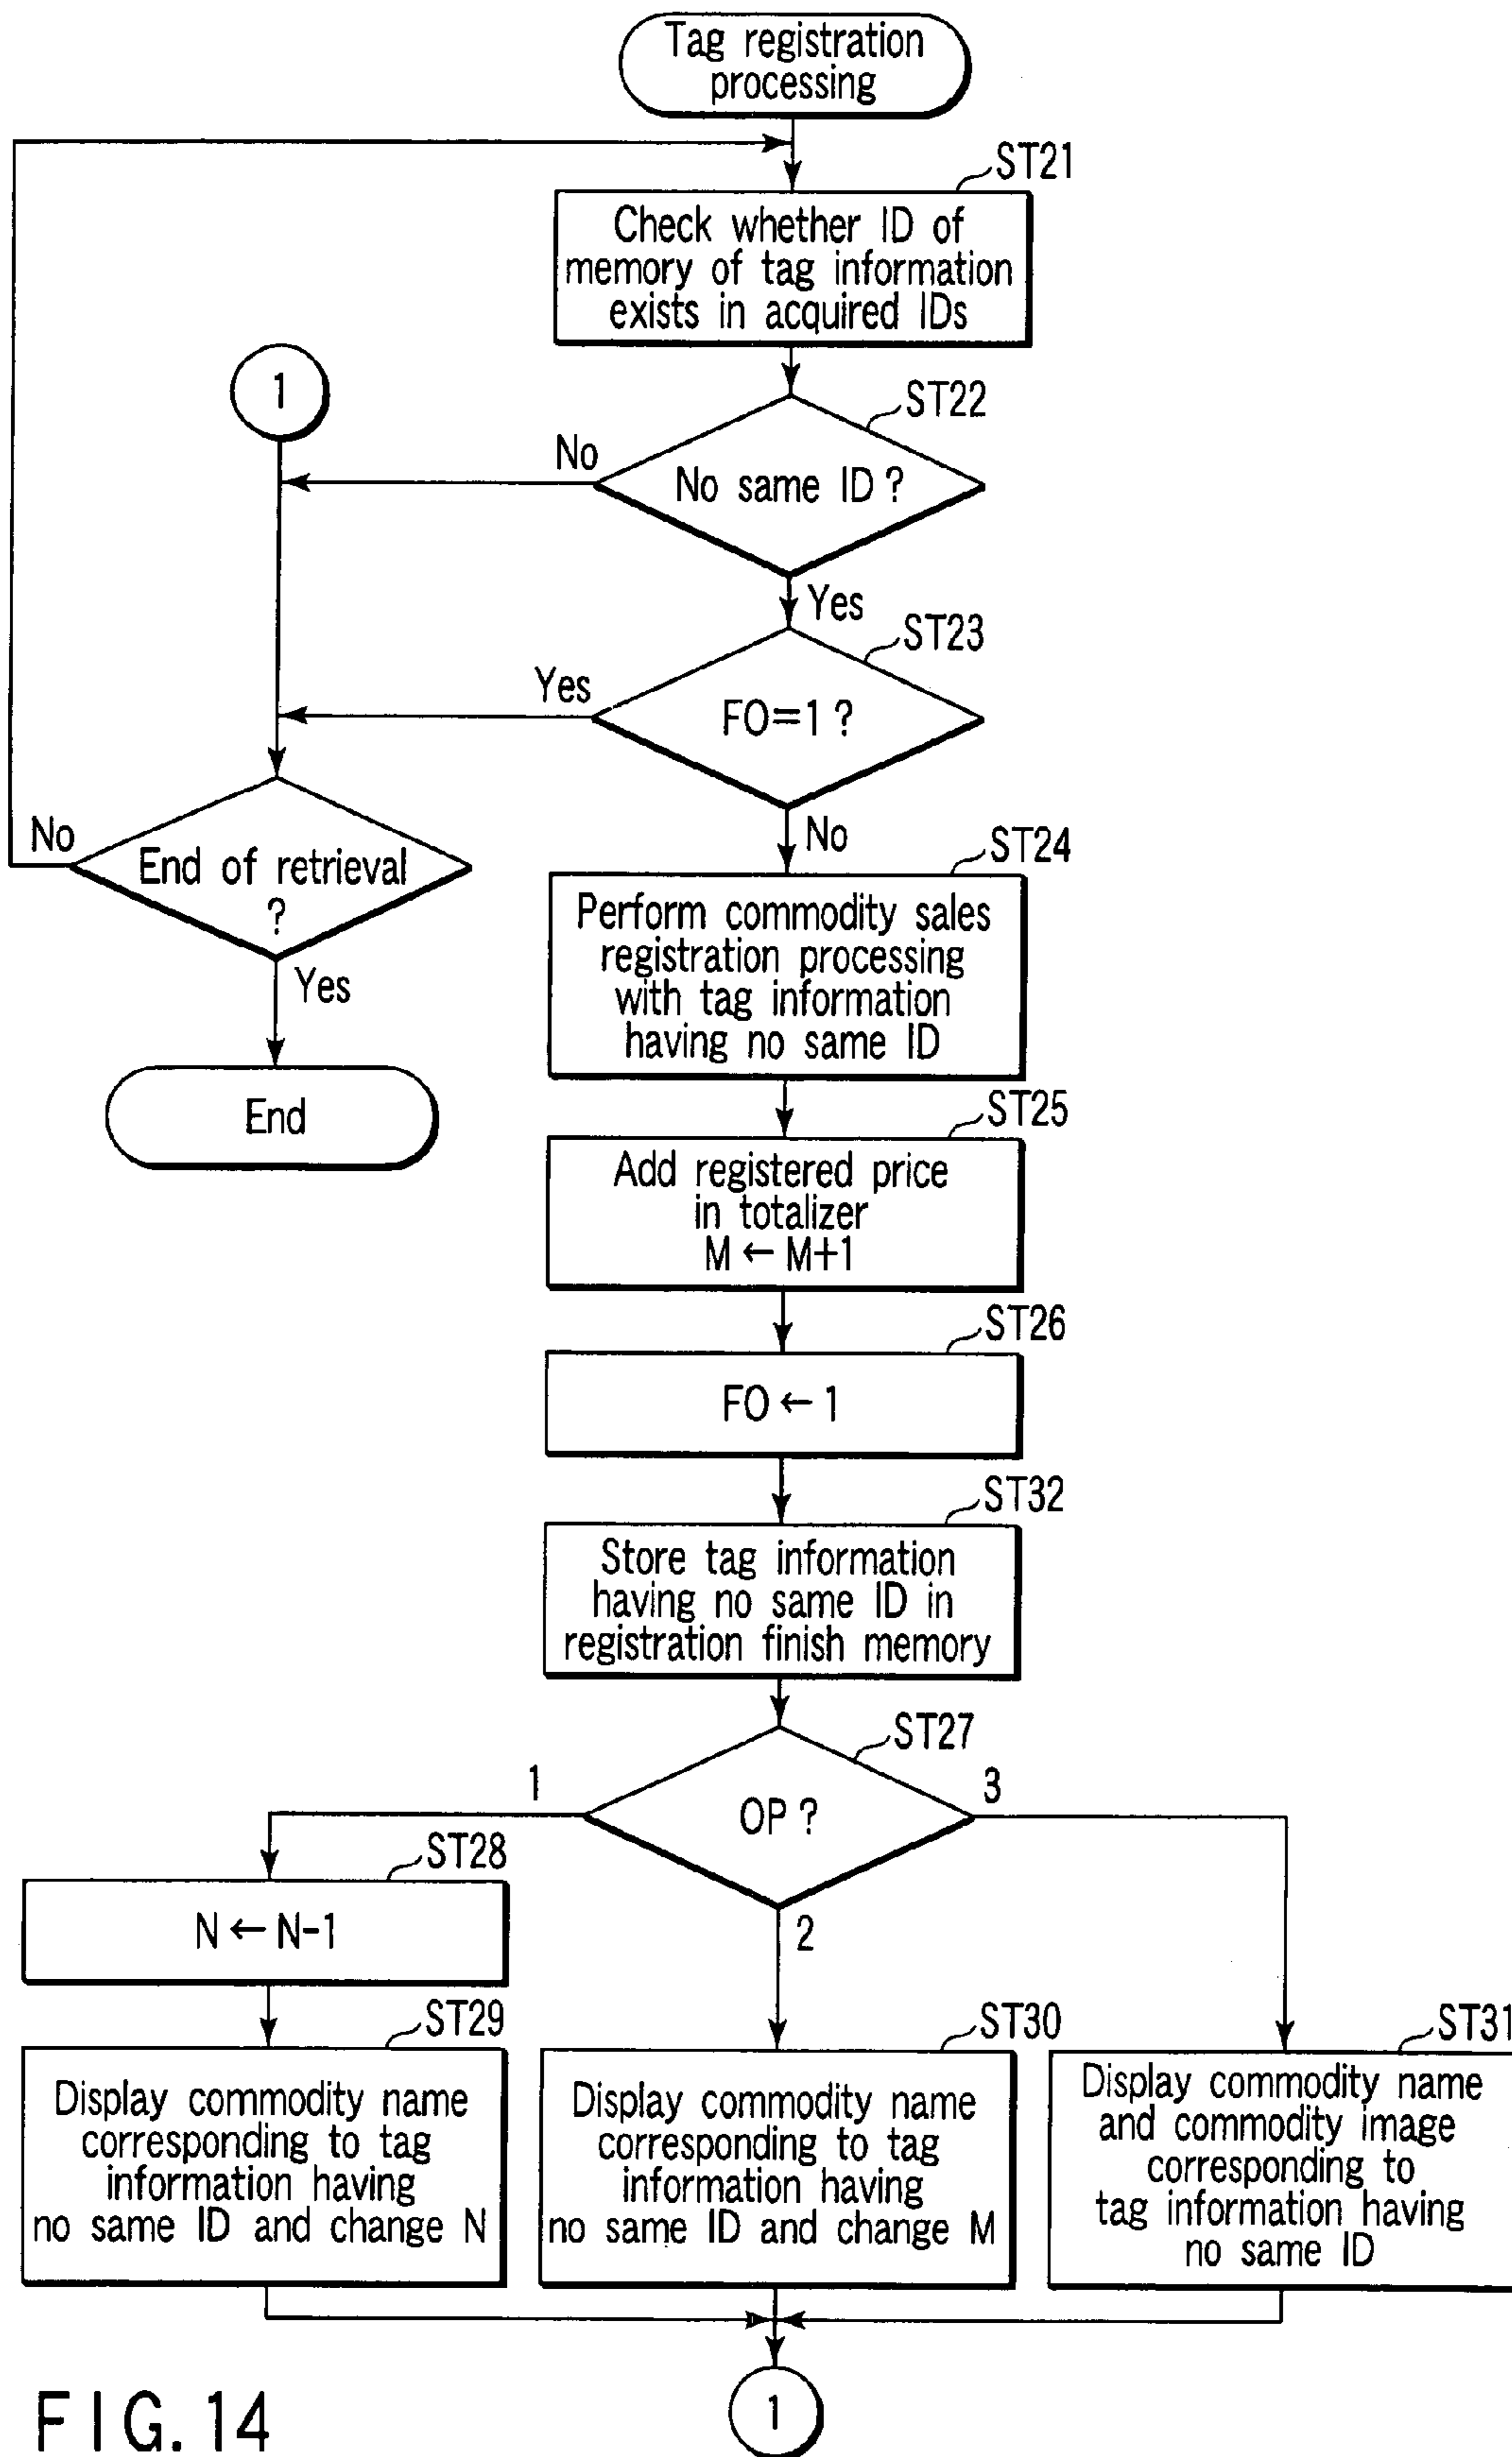 Tag registration
processing
ST21
Check whether ID of
memory of tag information
exists in acquired IDs
1
ST22
No
No same ID ?
Yes
ST23
Yes
FO=1 ?
No
No
End of retrieval
?
Yes
End
ST24
Perform commodity sales
registration processing
with tag information
having no same ID
ST25
Add registered price
in totalizer
M ← M+1
ST26
FO ← 1
ST32
Store tag information
having no same ID in
registration finish memory
ST27
1
OP ?
3
2
ST28
N ← N-1
ST29
Display commodity name
corresponding to tag
information having
no same ID and change N
ST30
Display commodity name
corresponding to tag
information having
no same ID and change M
ST31
Display commodity name
and commodity image
corresponding to
tag information having
no same ID
1
FIG. 14